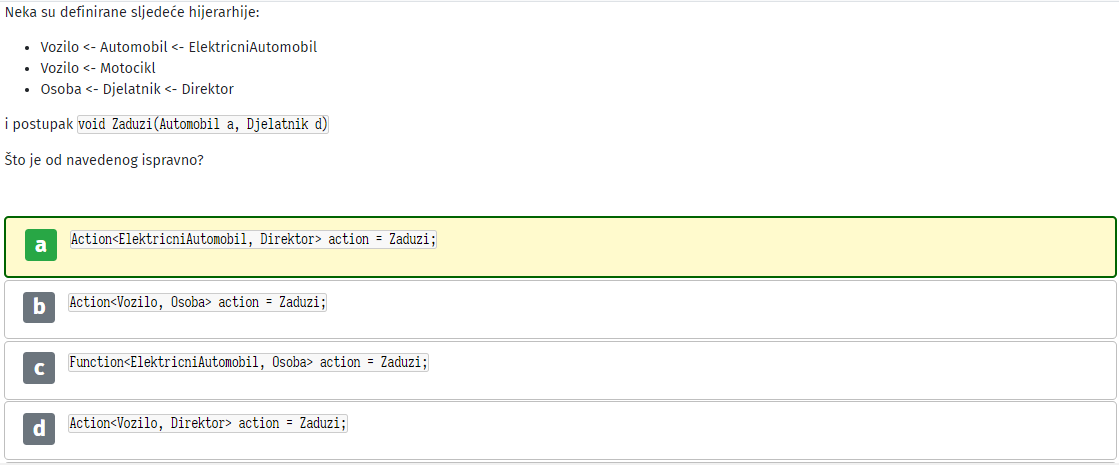 Neka su definirane sljedeće hijerarhije:
• Vozilo <- Automobil <- ElektricniAutomobil
• Vozilo <- Motocikl
• Osoba <- Djelatnik <- Direktor
i postupak void Zaduzi(Automobil a, Djelatnik d)
Što je od navedenog ispravno?
a Action<ElektricniAutomobil, Direktor> action = Zaduzi;
b Action<Vozilo, Osoba> action = Zaduzi;
c Function<ElektricniAutomobil, Osoba> action = Zaduzi;
d Action<Vozilo, Direktor> action = Zaduzi;